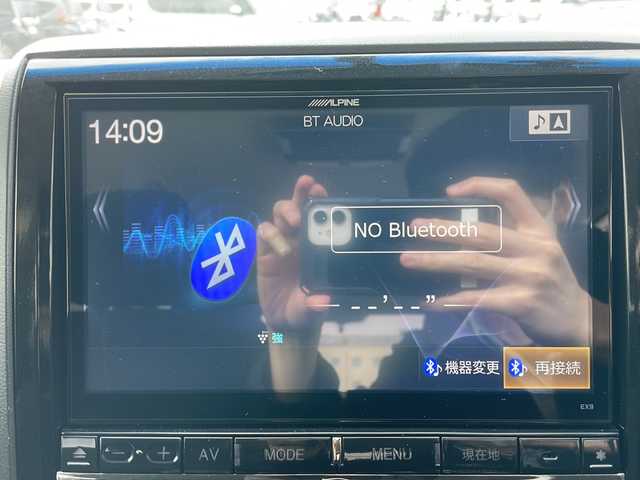 ALPINE
BT AUDIO
14:09
NO Bluetooth
--'--"
強
機器変更
再接続
EX9
− + AV MODE MENU 現在地